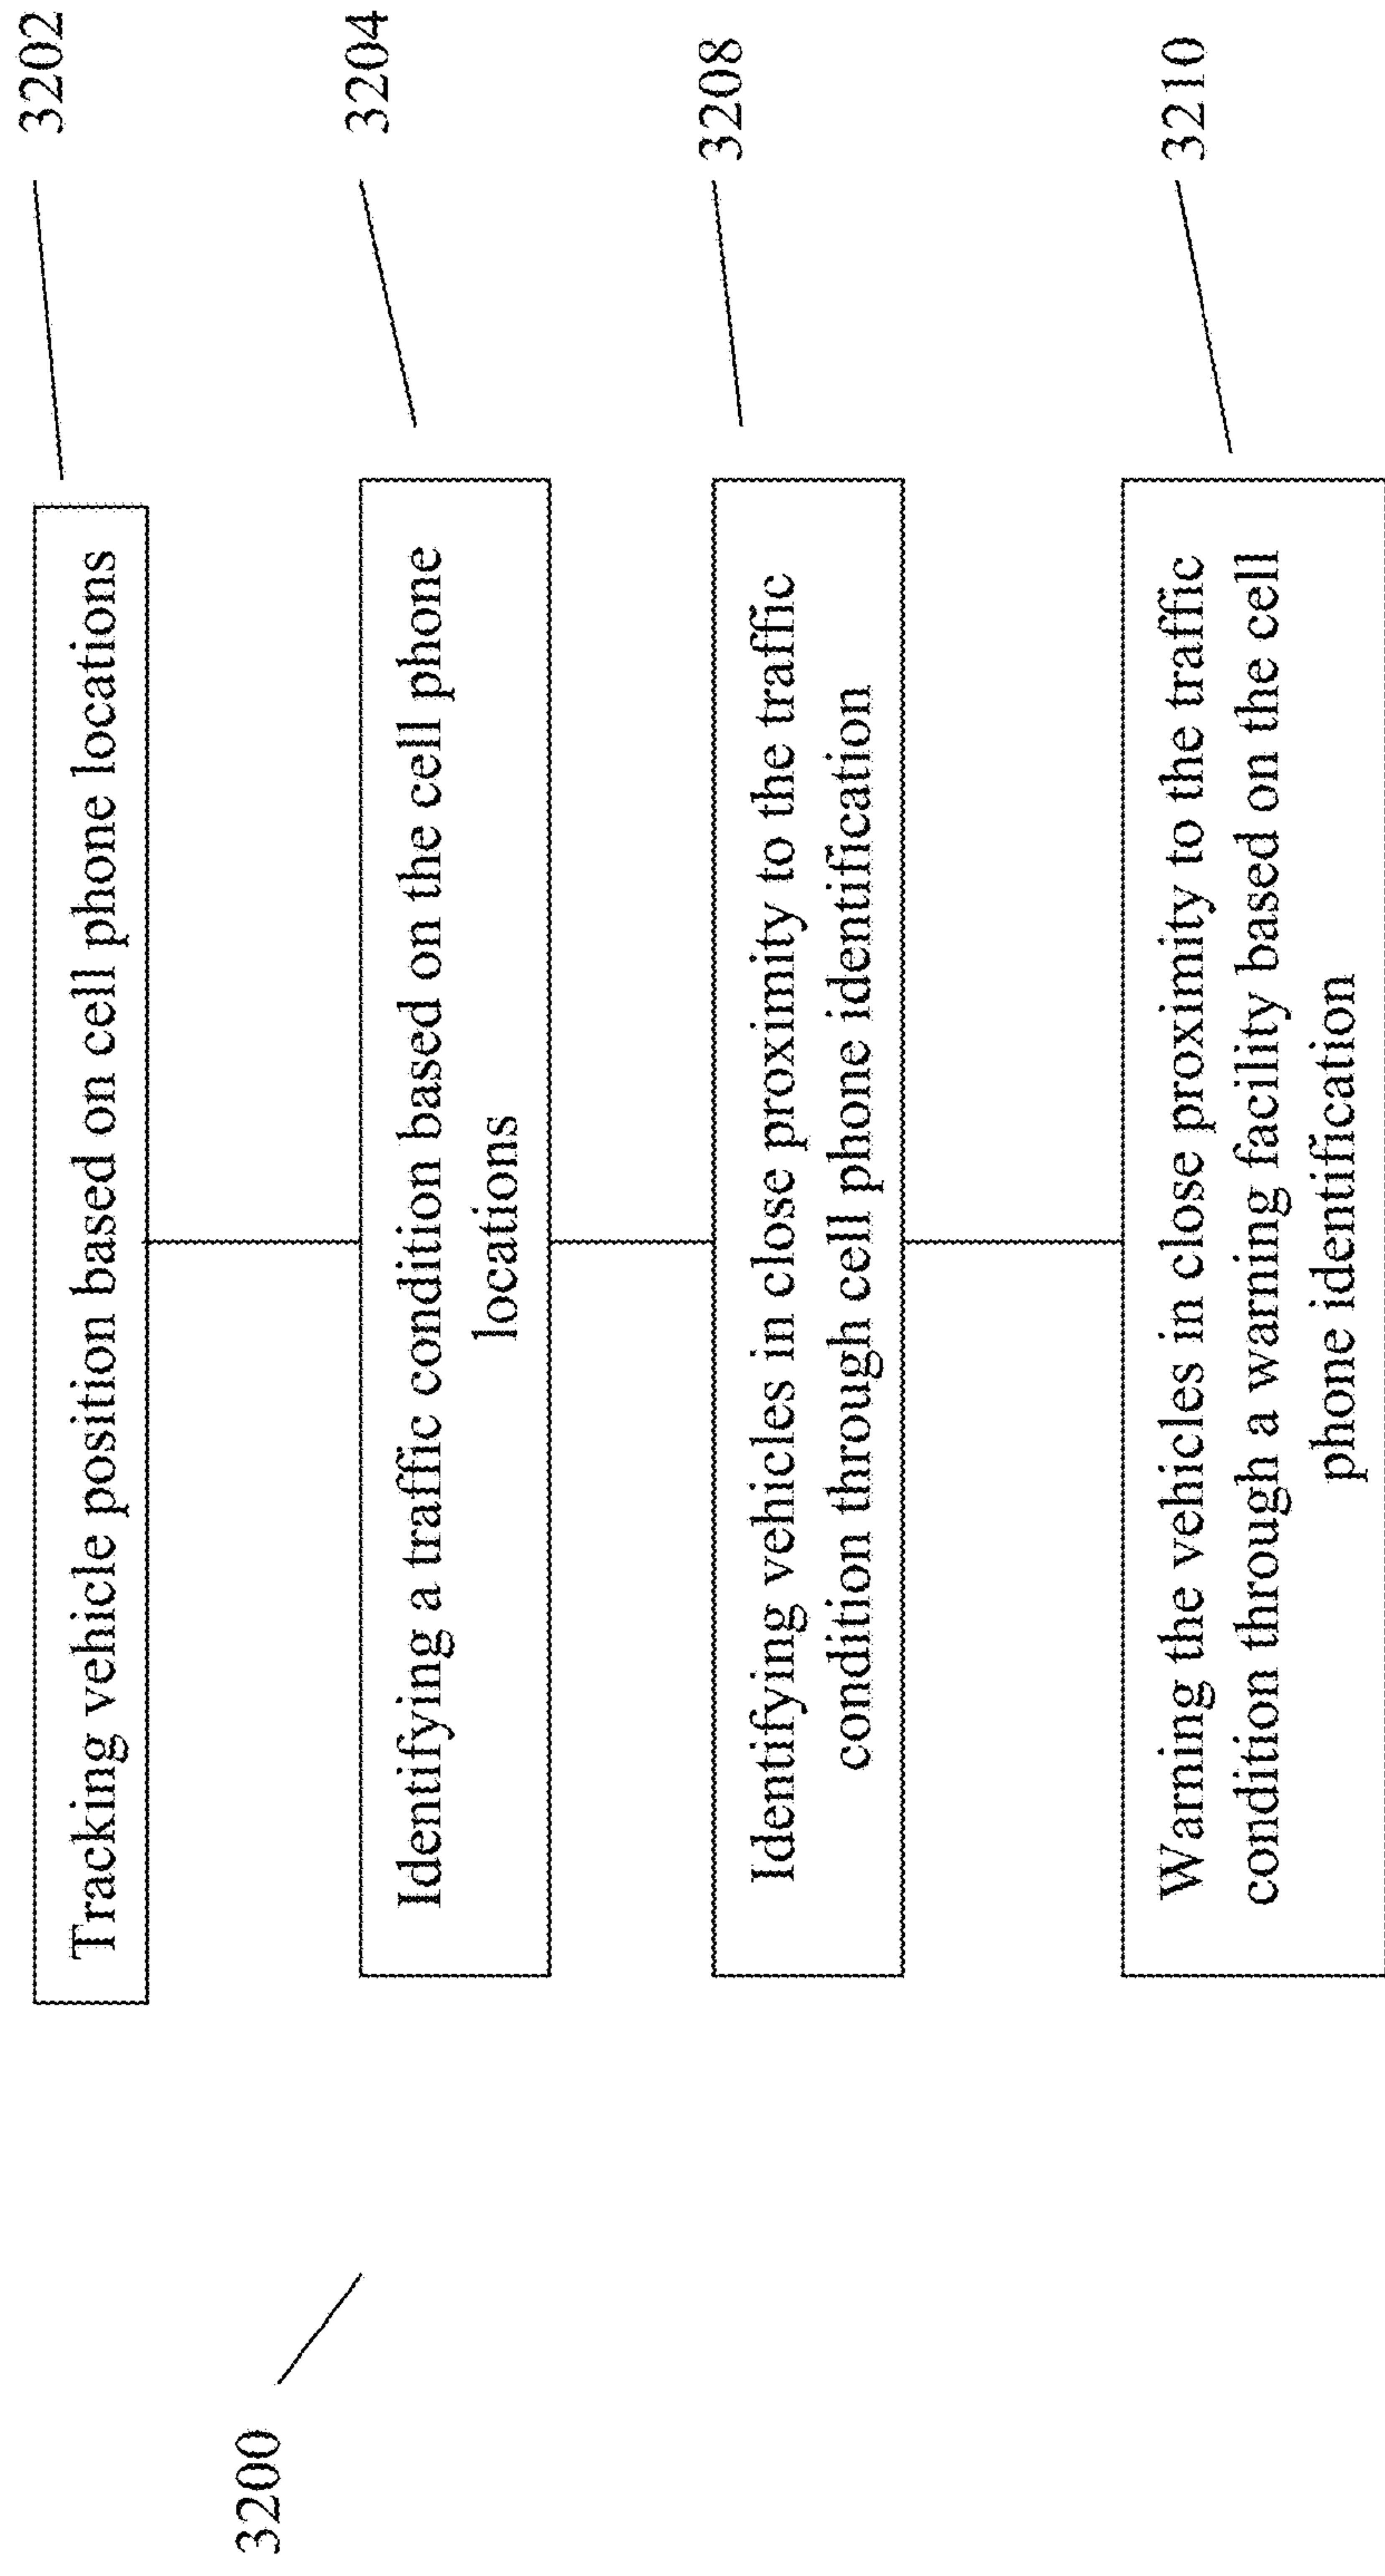 3200
Tracking vehicle position based on cell phone locations
3202
Identifying a traffic condition based on the cell phone
locations
3204
Identifying vehicles in close proximity to the traffic
condition through cell phone identification
3208
Warning the vehicles in close proximity to the traffic
condition through a warning facility based on the cell
phone identification
3210